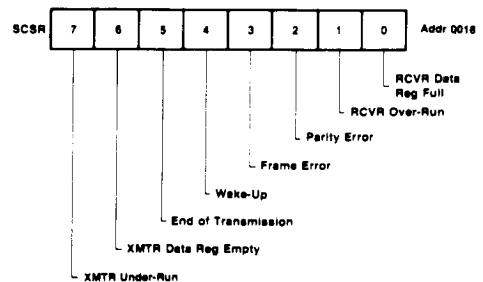 SCSR 7 6 5 4 3 2 1 0 Addr 0016
RCVR Data
Reg Full
RCVR Over-Run
Parity Error
Frame Error
Wake-Up
End of Transmission
XMTR Data Reg Empty
XMTR Under-Run